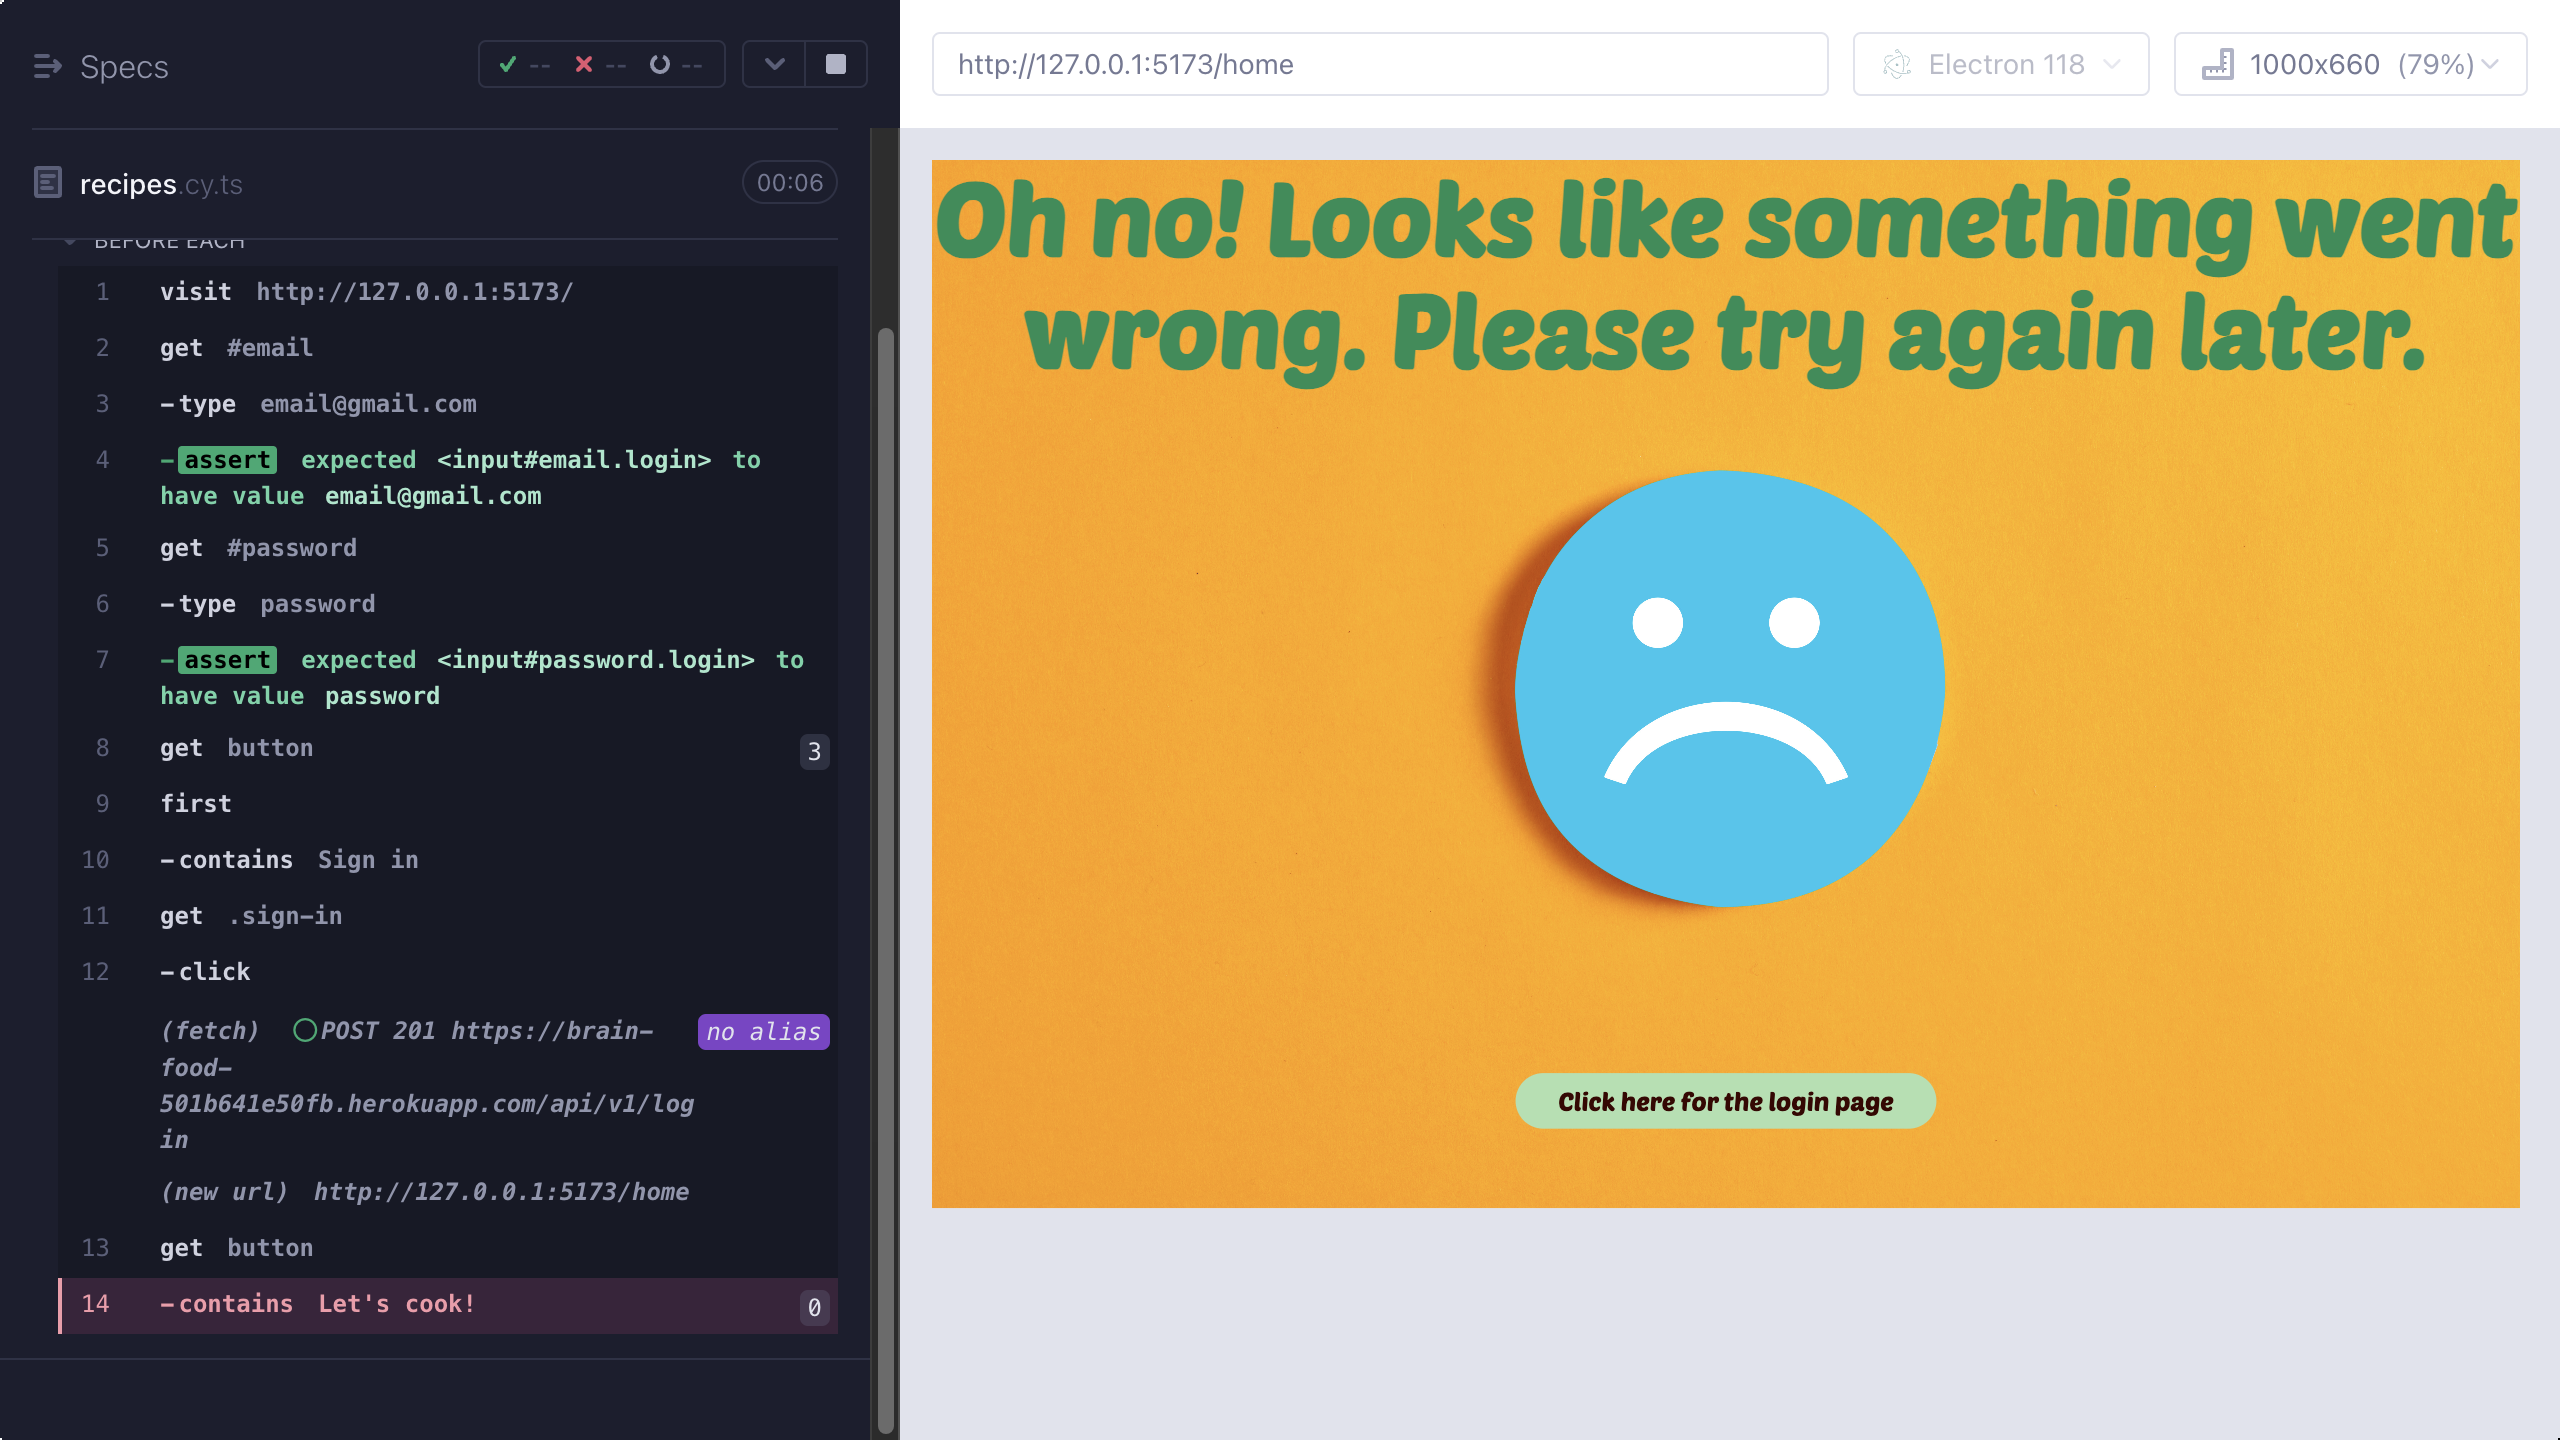 Specs
-- -- --
recipes.cy.ts 00:06
BEFORE EACH
1 visit http://127.0.0.1:5173/
2 get #email
3 -type email@gmail.com
4 -assert expected <input#email.login> to
have value email@gmail.com
5 get #password
6 -type password
7 -assert expected <input#password.login> to
have value password
8 get button 3
9 first
10 -contains Sign in
11 get .sign-in
12 -click
(fetch) POST 201 https://brain- no alias
food-
501b641e50fb.herokuapp.com/api/v1/log
in
(new url) http://127.0.0.1:5173/home
13 get button
14 -contains Let's cook! 0
http://127.0.0.1:5173/home
Electron 118
1000x660 (79%)
Oh no! Looks like something went
wrong. Please try again later.
Click here for the login page